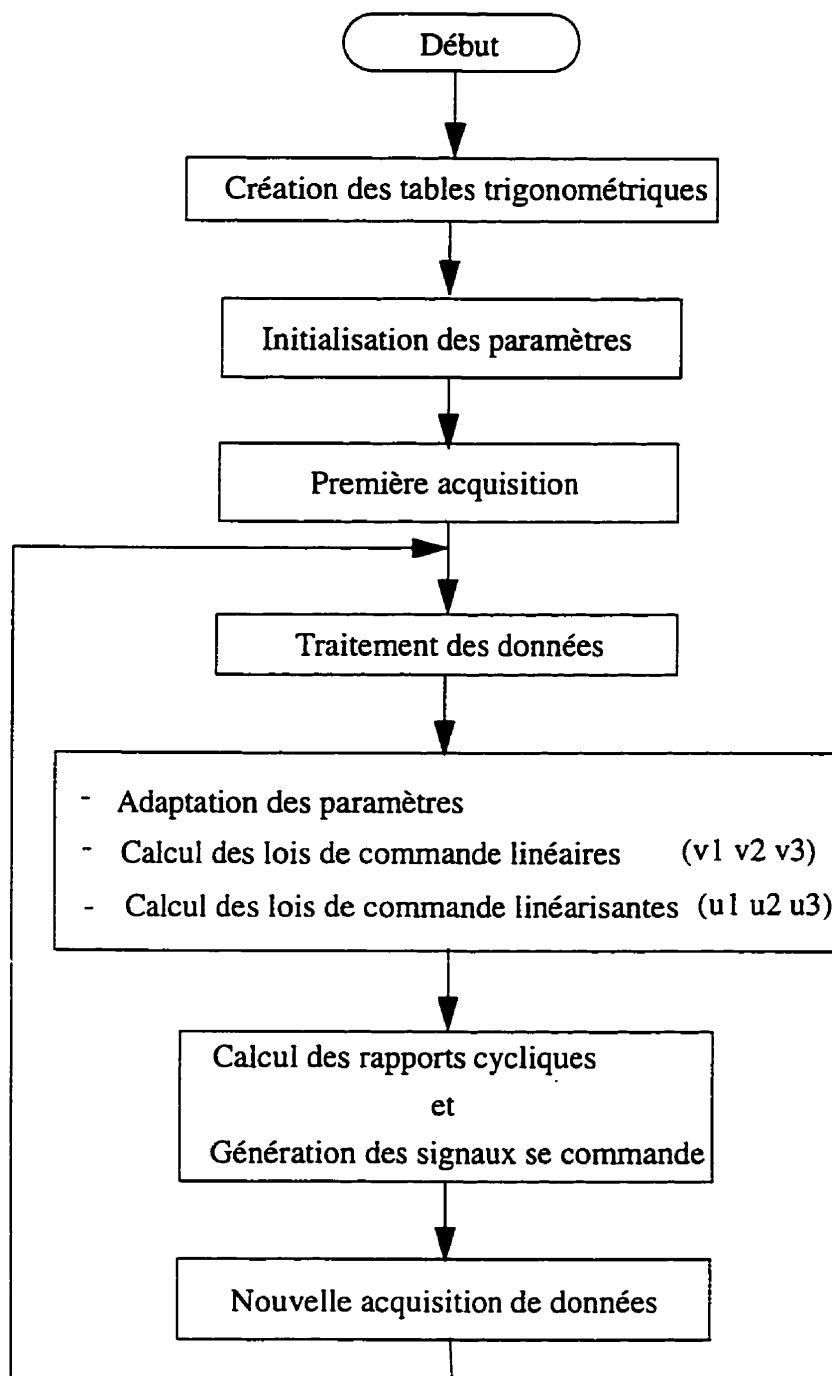 Début
Création des tables trigonométriques
Initialisation des paramètres
Première acquisition
Traitement des données
- Adaptation des paramètres
- Calcul des lois de commande linéaires (v1 v2 v3)
- Calcul des lois de commande linéarisantes (u1 u2 u3)
Calcul des rapports cycliques
et
Génération des signaux se commande
Nouvelle acquisition de données